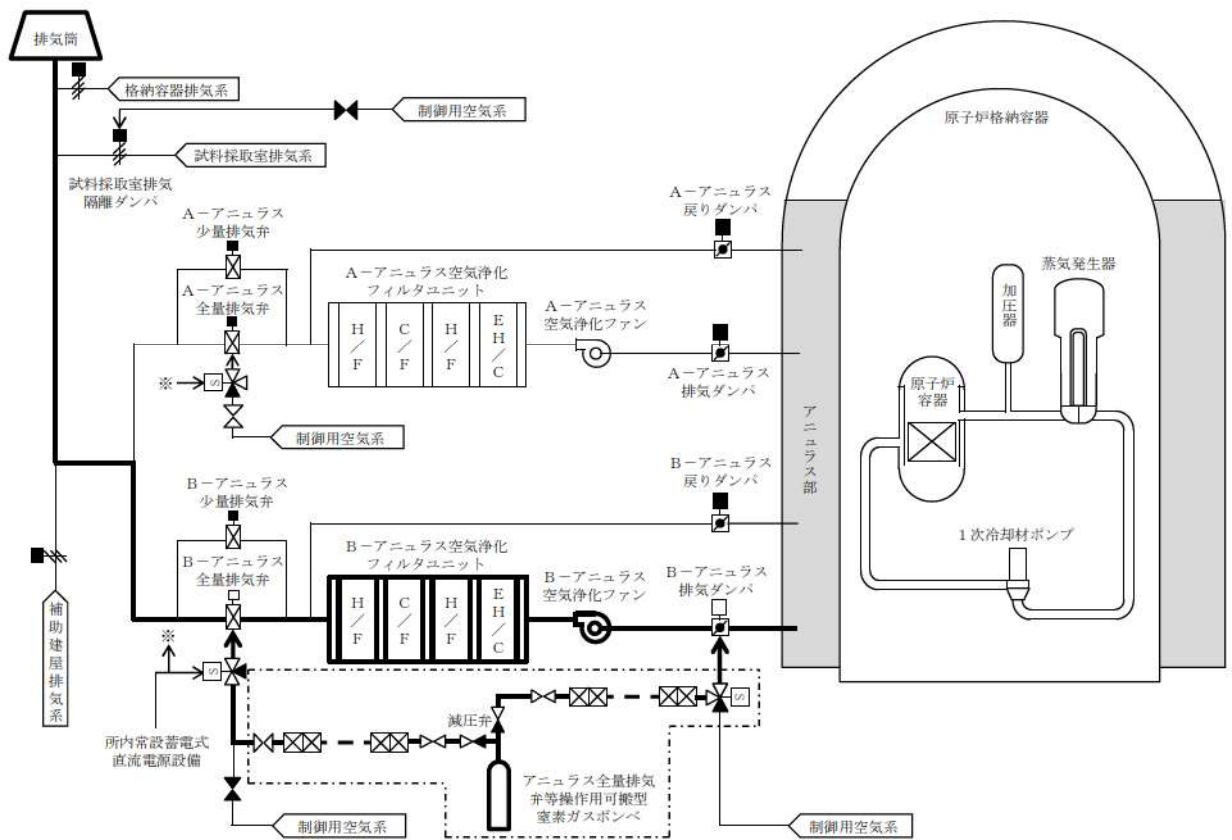 排気筒
格納容器排気系
制御用空気系
試料採取室排気系
試料採取室排気
隔離ダンパ
原子炉格納容器
A-アニュラス
戻りダンパ
A-アニュラス
少量排気弁
A-アニュラス空気浄化
フィルタユニット
A-アニュラス
全量排気弁
A-アニュラス
空気浄化ファン
蒸気発生器
加圧器
H/F
C/F
H/F
EH/C
※
S
A-アニュラス
排気ダンパ
原子炉
容器
制御用空気系
アニュラス部
B-アニュラス
戻りダンパ
B-アニュラス
少量排気弁
1次冷却材ポンプ
B-アニュラス空気浄化
フィルタユニット
B-アニュラス
全量排気弁
B-アニュラス
空気浄化ファン
B-アニュラス
排気ダンパ
H/F
C/F
H/F
EH/C
補助建屋排気系
※
S
S
減圧弁
所内常設蓄電式
直流電源設備
アニュラス全量排気
弁等操作用可搬型
窒素ガスボンベ
制御用空気系
制御用空気系